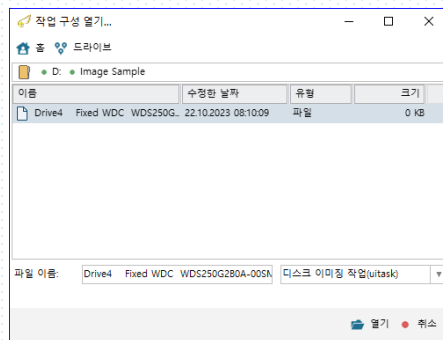 작업 구성 열기...
홈 드라이브
D: Image Sample
이름 수정한 날짜 유형 크기
Drive4 Fixed WDC WDS250G.. 22.10.2023 08:10:09 파일 0 KB
파일 이름: Drive4 Fixed WDC WDS250G2B0A-00SM 디스크 이미징 작업(uitask)
열기 취소